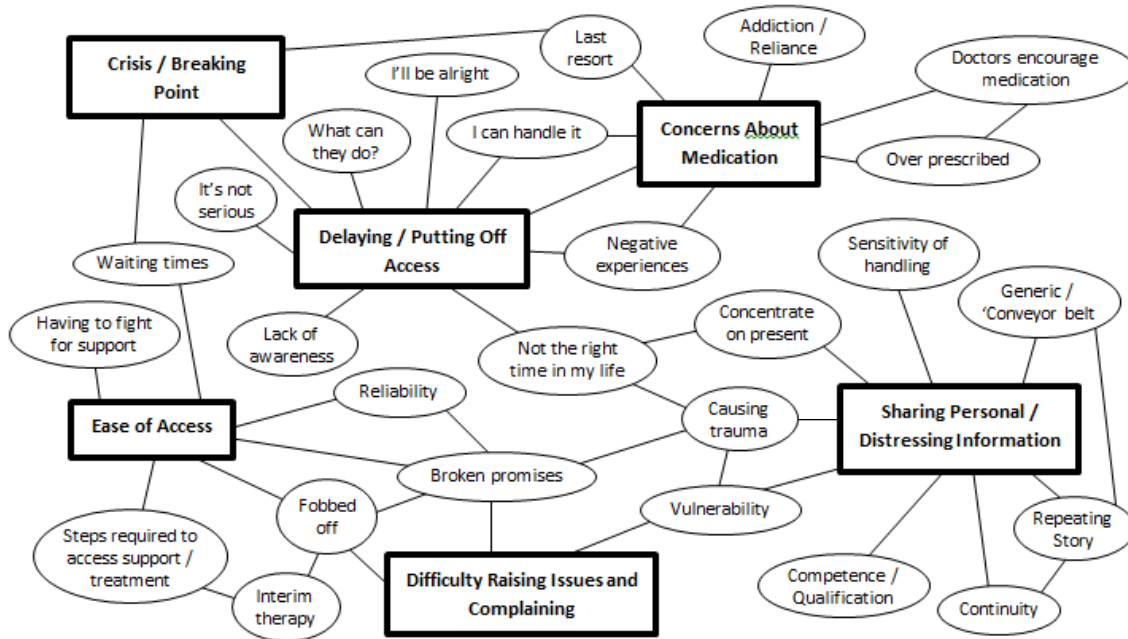 Crisis / Breaking
Point
Last
resort
Addiction /
Reliance
Doctors encourage
medication
I'll be alright
What can
they do?
I can handle it
Concerns About
Medication
Over prescribed
It's not
serious
Delaying / Putting Off
Access
Negative
experiences
Sensitivity of
handling
Waiting times
Generic /
‘Conveyor belt
Having to fight
for support
Lack of
awareness
Not the right
time in my life
Concentrate
on present
Reliability
Ease of Access
Causing
trauma
Sharing Personal /
Distressing Information
Broken promises
Fobbed
off
Vulnerability
Repeating
Story
Steps required to
access support /
treatment
Interim
therapy
Difficulty Raising Issues and
Complaining
Competence /
Qualification
Continuity